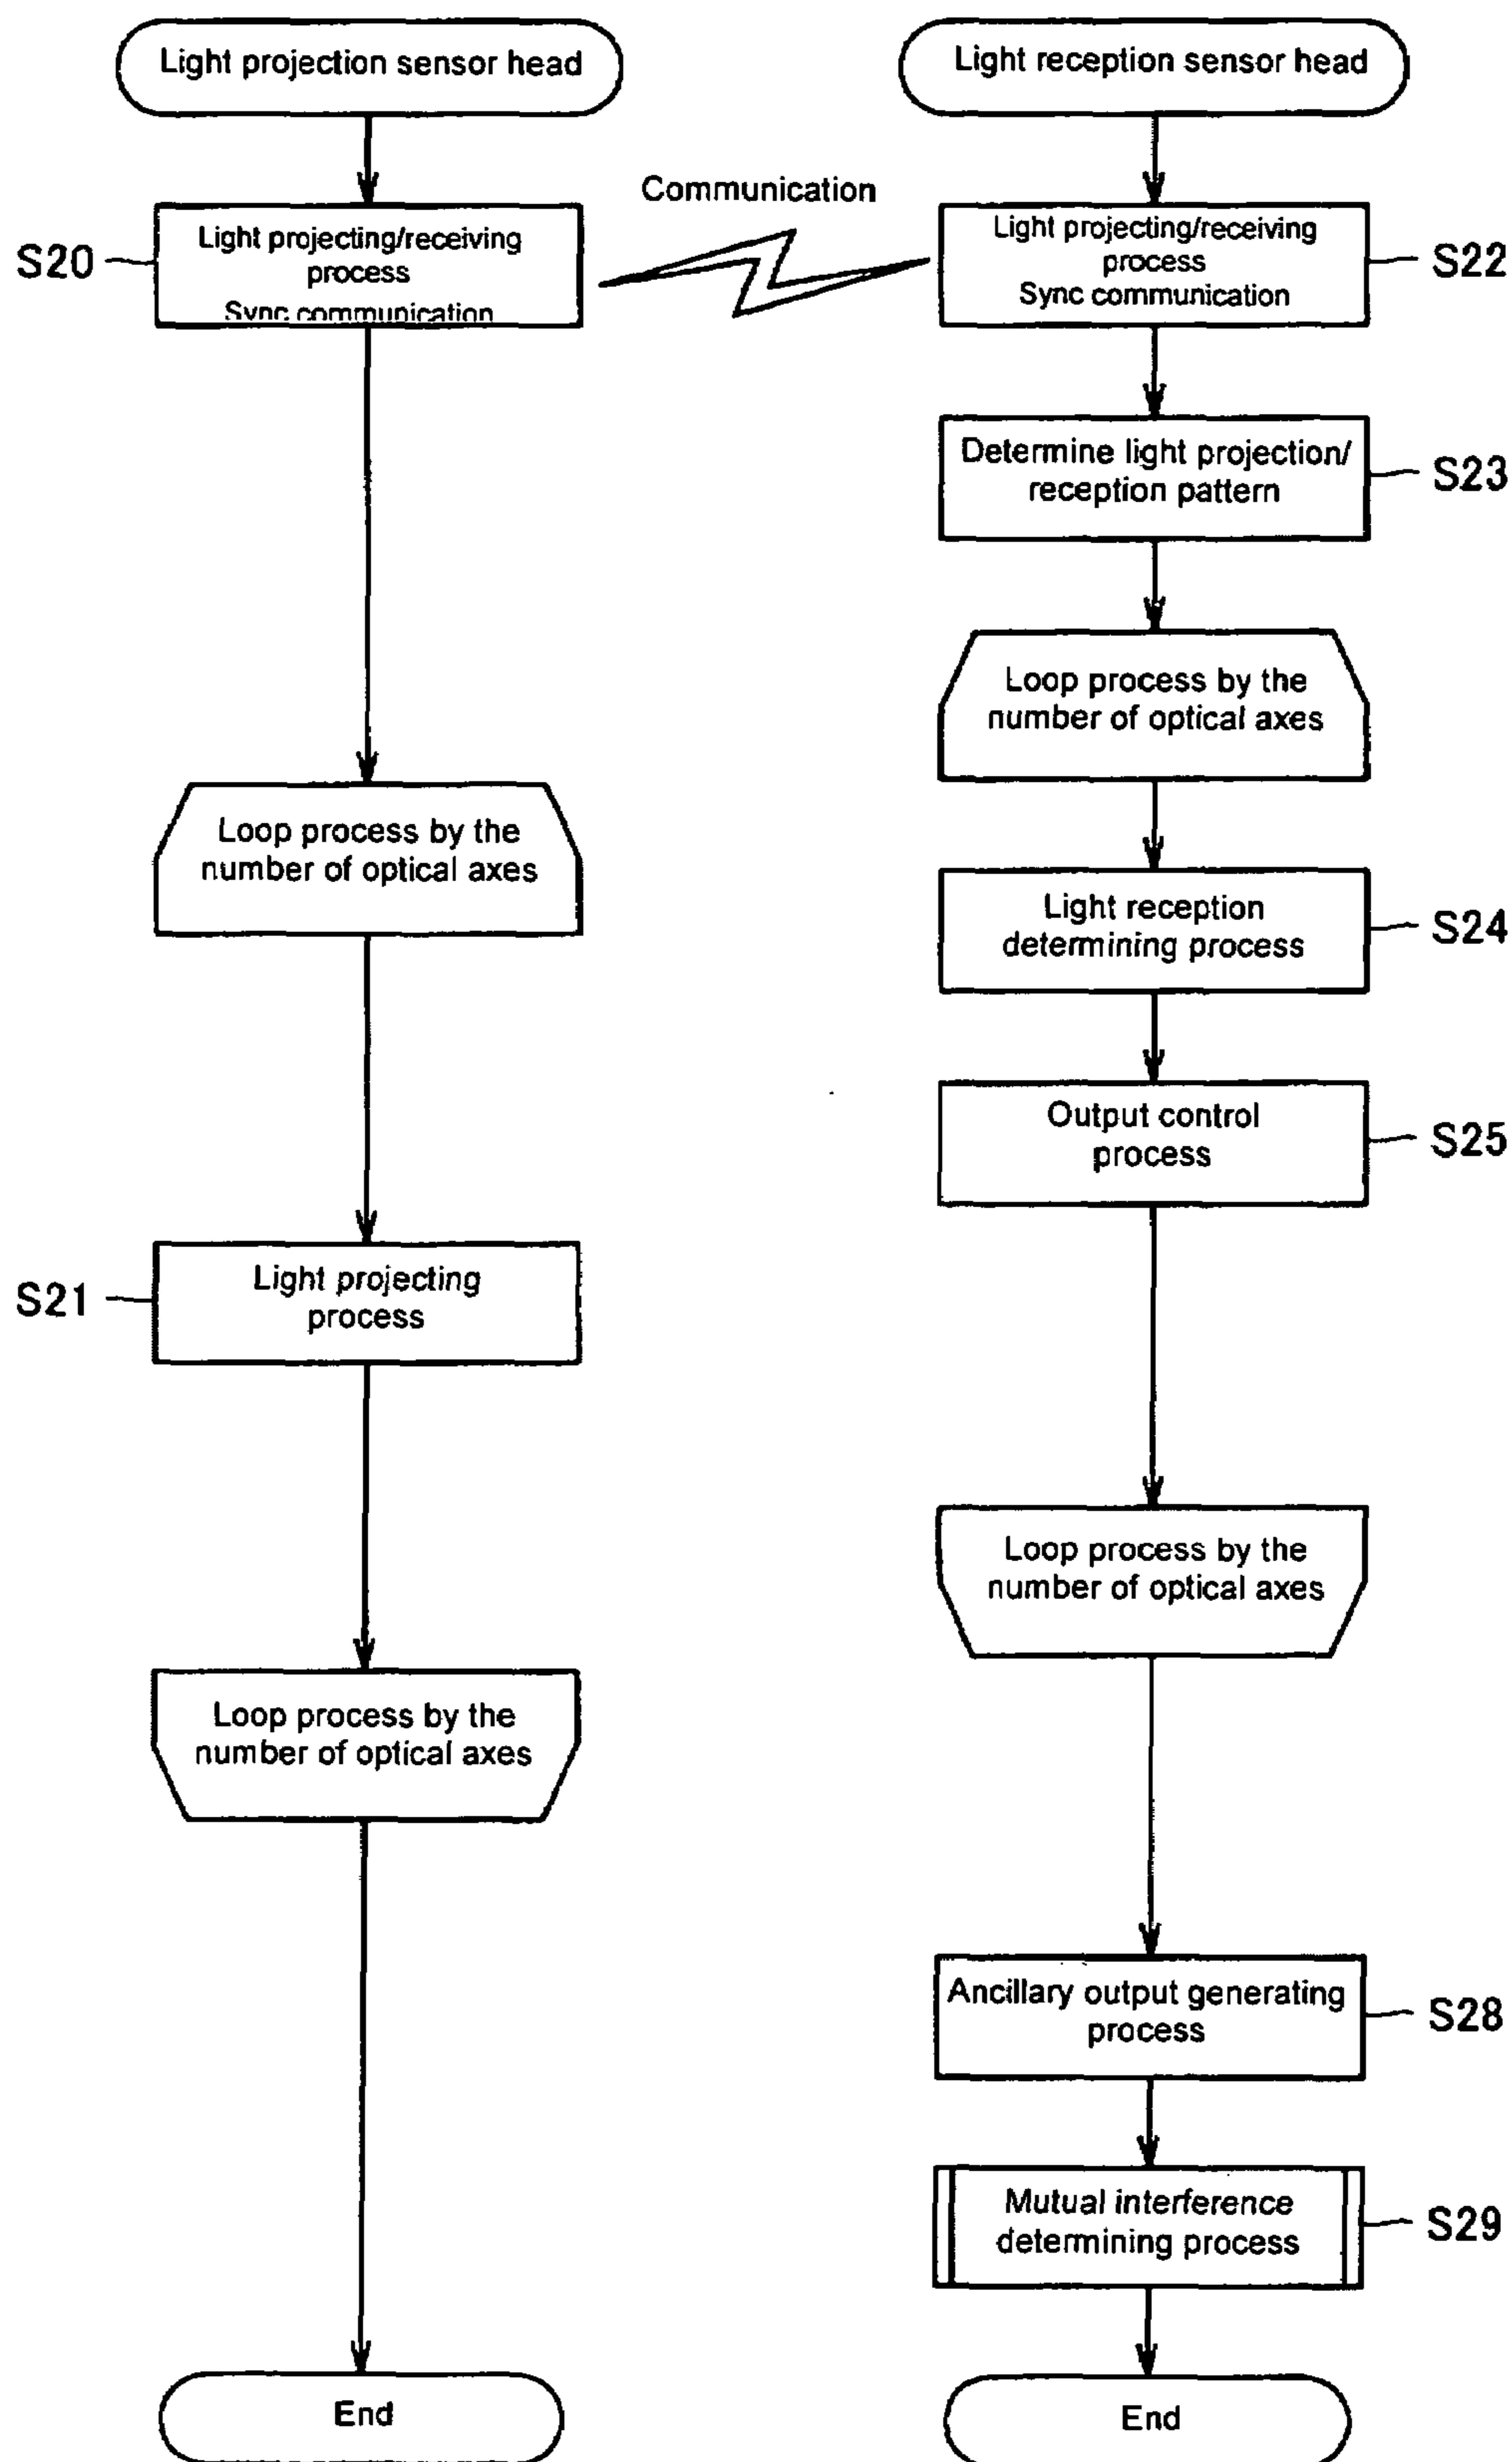 Light projection sensor head
Light reception sensor head
Communication
S20
Light projecting/receiving
process
Sync communication
Light projecting/receiving
process
Sync communication
S22
Determine light projection/
reception pattern
S23
Loop process by the
number of optical axes
Loop process by the
number of optical axes
Light reception
determining process
S24
Output control
process
S25
S21
Light projecting
process
Loop process by the
number of optical axes
Loop process by the
number of optical axes
Ancillary output generating
process
S28
Mutual interference
determining process
S29
End
End